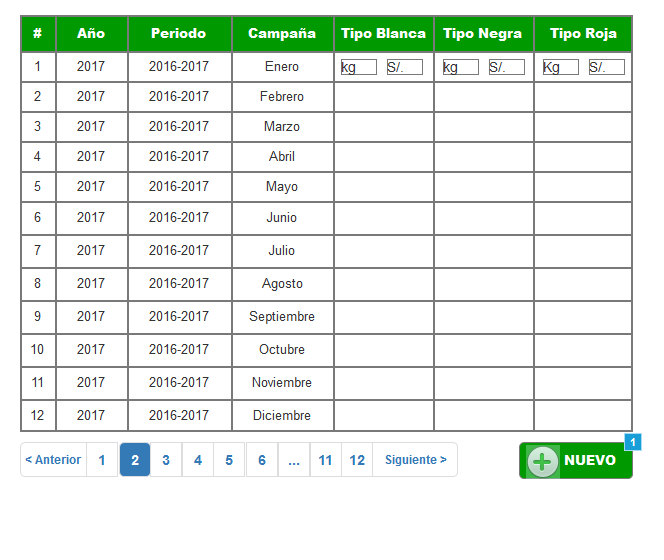 # Año Periodo Campaña Tipo Blanca Tipo Negra Tipo Roja
1 2017 2016-2017 Enero kg S/. kg S/. Kg S/.
2 2017 2016-2017 Febrero
3 2017 2016-2017 Marzo
4 2017 2016-2017 Abril
5 2017 2016-2017 Mayo
6 2017 2016-2017 Junio
7 2017 2016-2017 Julio
8 2017 2016-2017 Agosto
9 2017 2016-2017 Septiembre
10 2017 2016-2017 Octubre
11 2017 2016-2017 Noviembre
12 2017 2016-2017 Diciembre
1
< Anterior 1 2 3 4 5 6 ... 11 12 Siguiente > NUEVO